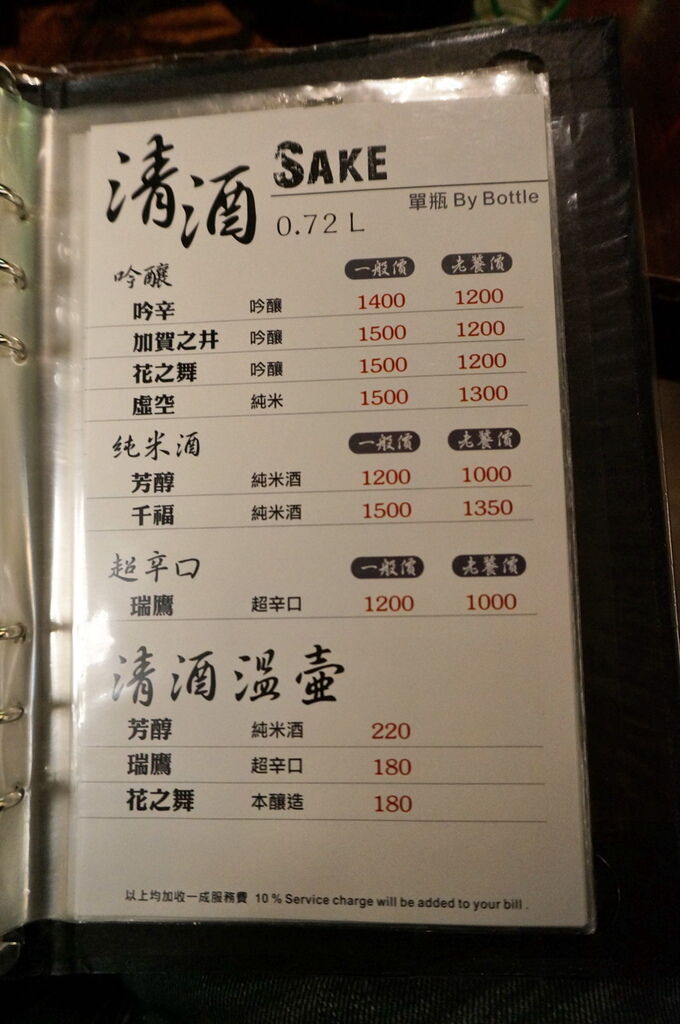 清酒 SAKE
單瓶 By Bottle
0.72 L
吟釀 一般價 老饕價
吟辛 吟釀 1400 1200
加賀之井 吟釀 1500 1200
花之舞 吟釀 1500 1200
虛空 純米 1500 1300
純米酒 一般價 老饕價
芳醇 純米酒 1200 1000
千福 純米酒 1500 1350
超辛口 一般價 老饕價
瑞鷹 超辛口 1200 1000
清酒溫壺
芳醇 純米酒 220
瑞鷹 超辛口 180
花之舞 本釀造 180
以上均加收一成服務費 10 % Service charge will be added to your bill .